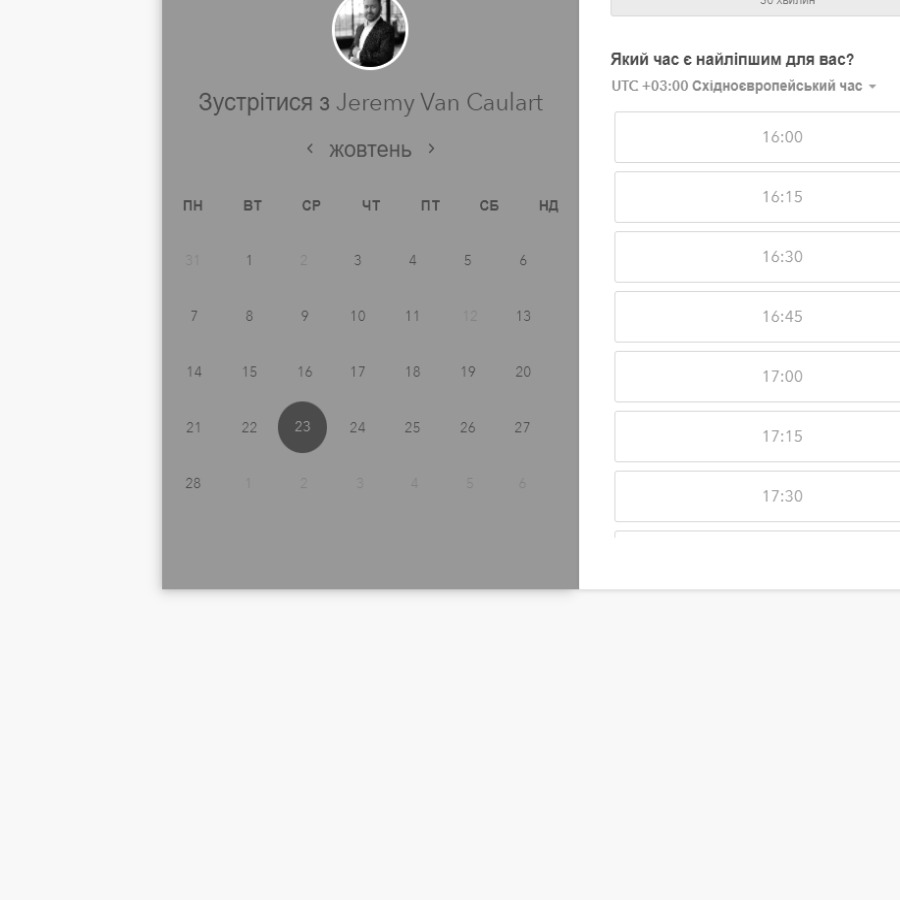 Зустрітися з Jeremy Van Caulart
жовтень
ПН ВТ СР ЧТ ПТ СБ НД
31 1 2 3 4 5 6
7 8 9 10 11 12 13
14 15 16 17 18 19 20
21 22 23 24 25 26 27
28 1 2 3 4 5 6
30 хвилин
Який час є найліпшим для вас?
UTC +03:00 Східноєвропейський час
16:00
16:15
16:30
16:45
17:00
17:15
17:30